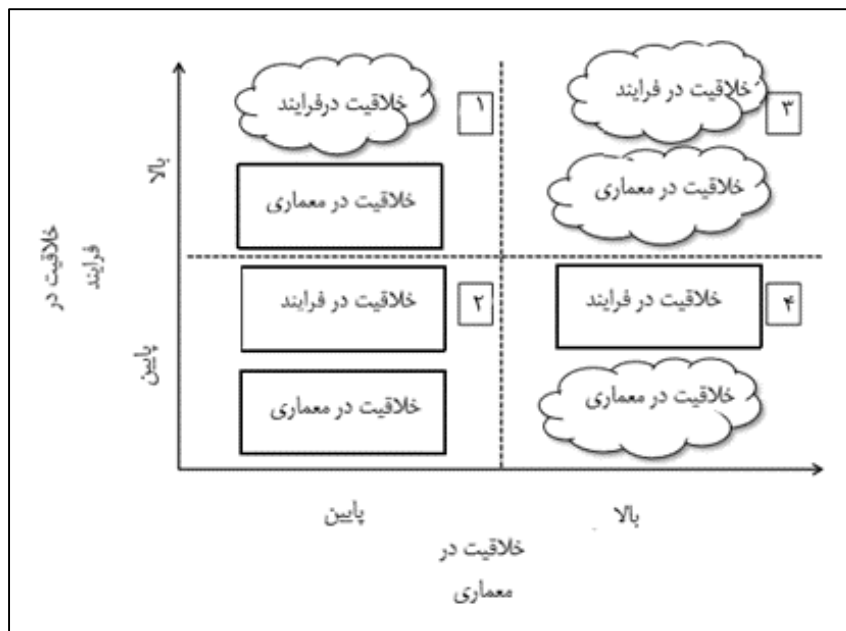 خلاقیت درفرایند
۱
خلاقیت در معماری
خلاقیت در فرایند
۳
خلاقیت در معماری
خلاقیت در فرایند
۲
خلاقیت در معماری
خلاقیت در فرایند
۴
خلاقیت در معماری
بالا
پایین
خلاقیت در
فرایند
پایین
بالا
خلاقیت در
معماری